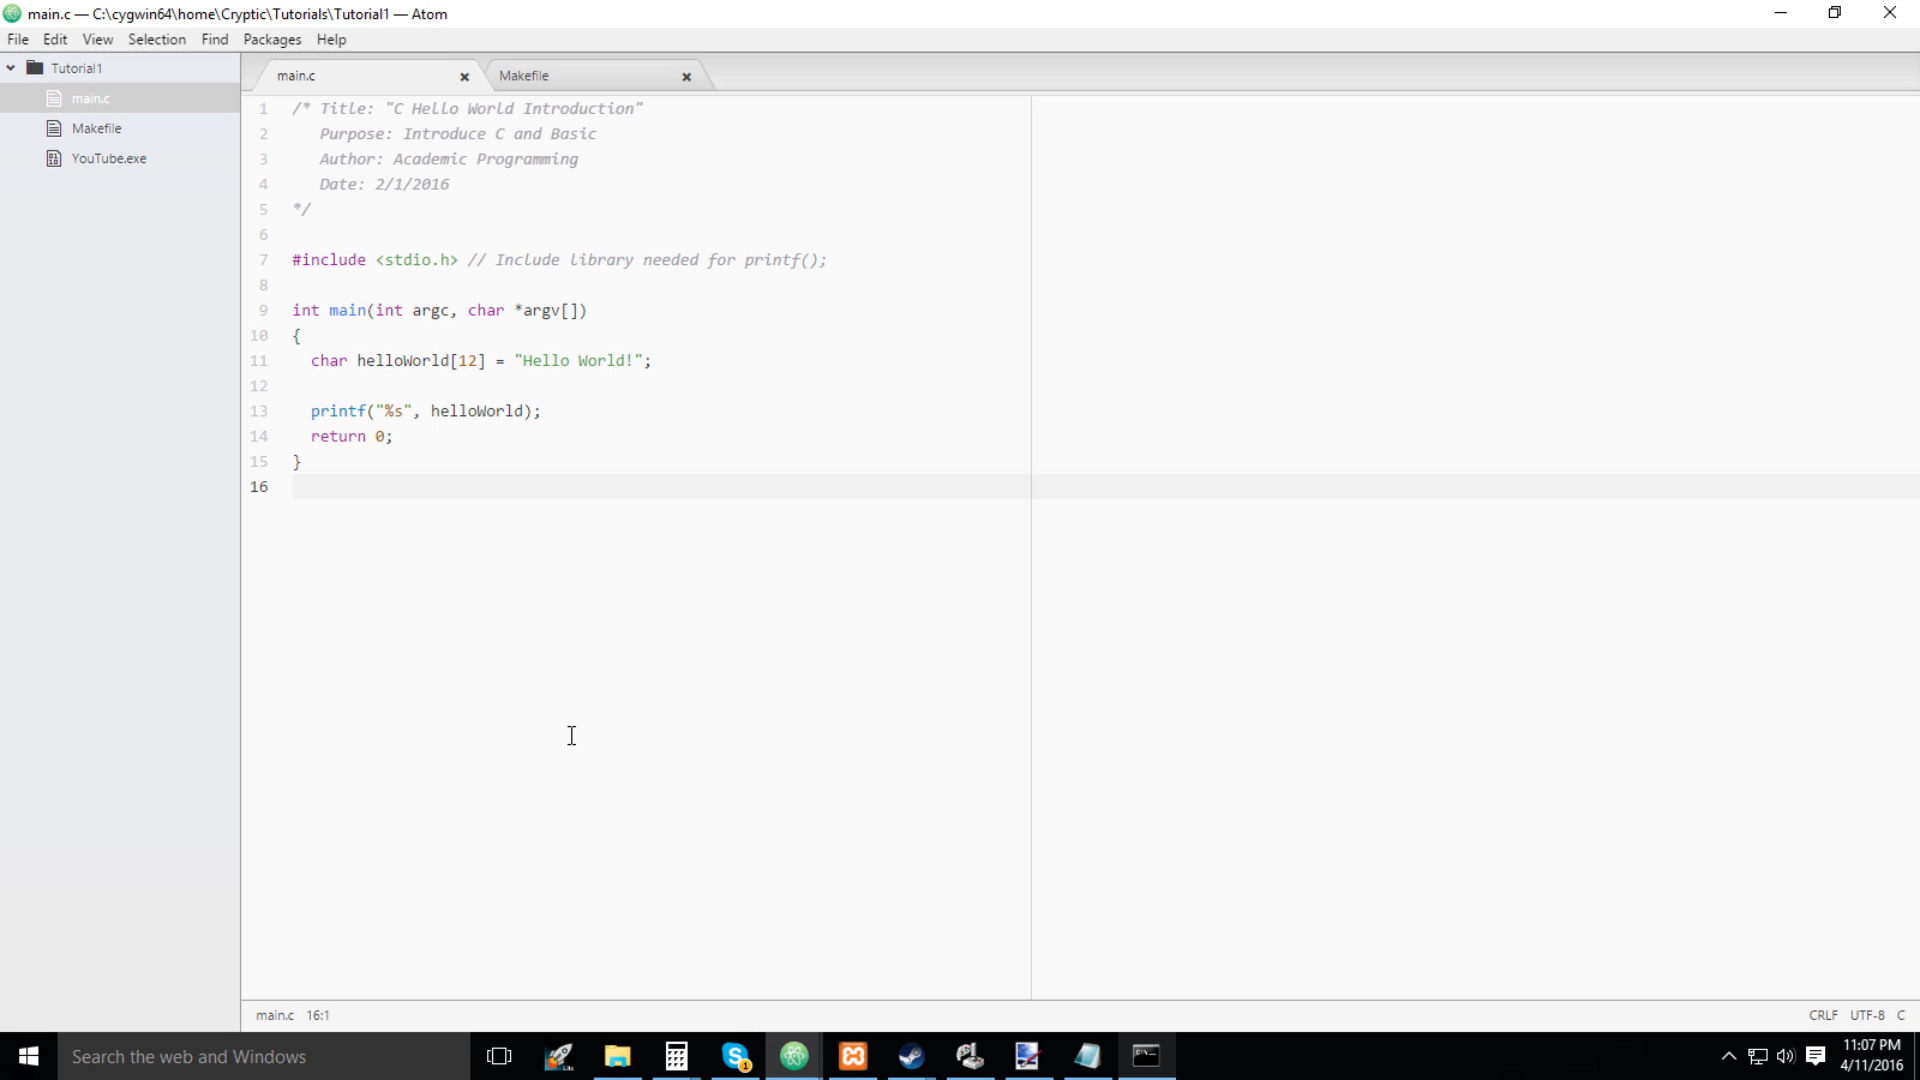 main.c — C:\cygwin64\home\Cryptic\Tutorials\Tutorial1 — Atom
File Edit View Selection Find Packages Help
Tutorial1
main.c
Makefile
YouTube.exe
main.c
Makefile
1 /* Title: "C Hello World Introduction"
2 Purpose: Introduce C and Basic
3 Author: Academic Programming
4 Date: 2/1/2016
5 */
6
7 #include <stdio.h> // Include library needed for printf();
8
9 int main(int argc, char *argv[])
10 {
11 char helloWorld[12] = "Hello World!";
12
13 printf("%s", helloWorld);
14 return 0;
15 }
16
main.c 16:1
CRLF UTF-8 C
Search the web and Windows
1
11:07 PM
4/11/2016